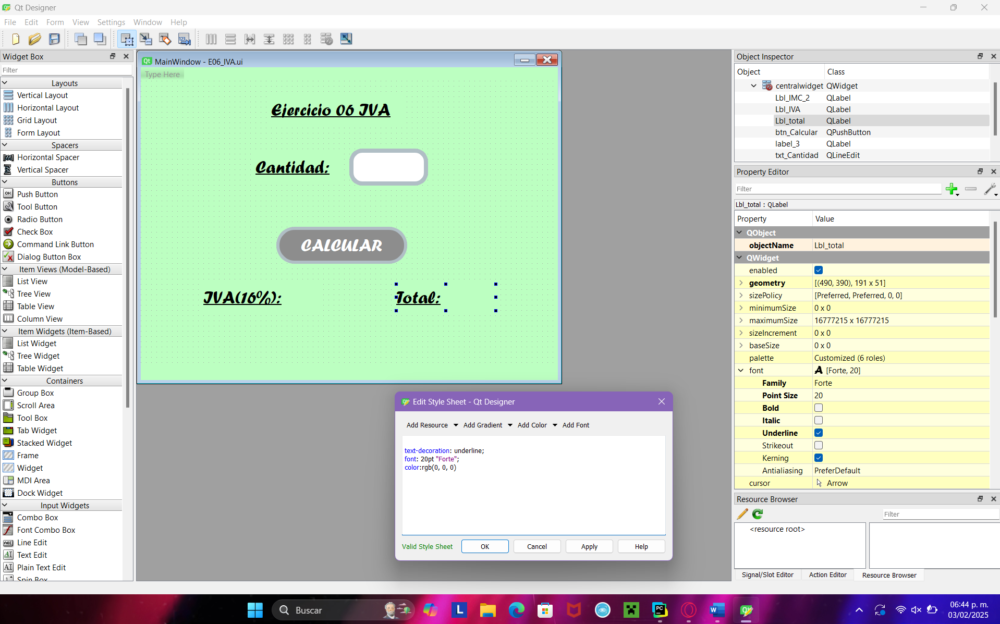 Qt Designer
File Edit Form View Settings Window Help
Widget Box
Filter
Layouts
Vertical Layout
Horizontal Layout
Grid Layout
Form Layout
Spacers
Horizontal Spacer
Vertical Spacer
Buttons
Push Button
Tool Button
Radio Button
Check Box
Command Link Button
Dialog Button Box
Item Views (Model-Based)
List View
Tree View
Table View
Column View
Item Widgets (Item-Based)
List Widget
Tree Widget
Table Widget
Containers
Group Box
Scroll Area
Tool Box
Tab Widget
Stacked Widget
Frame
Widget
MDI Area
Dock Widget
Input Widgets
Combo Box
Font Combo Box
Line Edit
Text Edit
Plain Text Edit
Spin Box
MainWindow - E06_IVA.ui
Type Here
Ejercicio 06 IVA
Cantidad:
CALCULAR
IVA(16%): Total:
Edit Style Sheet - Qt Designer
Add Resource Add Gradient Add Color Add Font
text-decoration: underline;
font: 20pt "Forte";
color:rgb(0, 0, 0)
Valid Style Sheet OK Cancel Apply Help
Object Inspector
Object Class
centralwidget QWidget
Lbl_IMC_2 QLabel
Lbl_IVA QLabel
Lbl_total QLabel
btn_Calcular QPushButton
label_3 QLabel
txt_Cantidad QLineEdit
Property Editor
Filter
Lbl_total : QLabel
Property Value
QObject
objectName Lbl_total
QWidget
enabled
geometry [(490, 390), 191 x 51]
sizePolicy [Preferred, Preferred, 0, 0]
minimumSize 0 x 0
maximumSize 16777215 x 16777215
sizeIncrement 0 x 0
baseSize 0 x 0
palette Customized (6 roles)
font A [Forte, 20]
Family Forte
Point Size 20
Bold
Italic
Underline
Strikeout
Kerning
Antialiasing PreferDefault
cursor Arrow
Resource Browser
Filter
<resource root>
Signal/Slot Editor Action Editor Resource Browser
Buscar
06:44 p. m.
03/02/2025